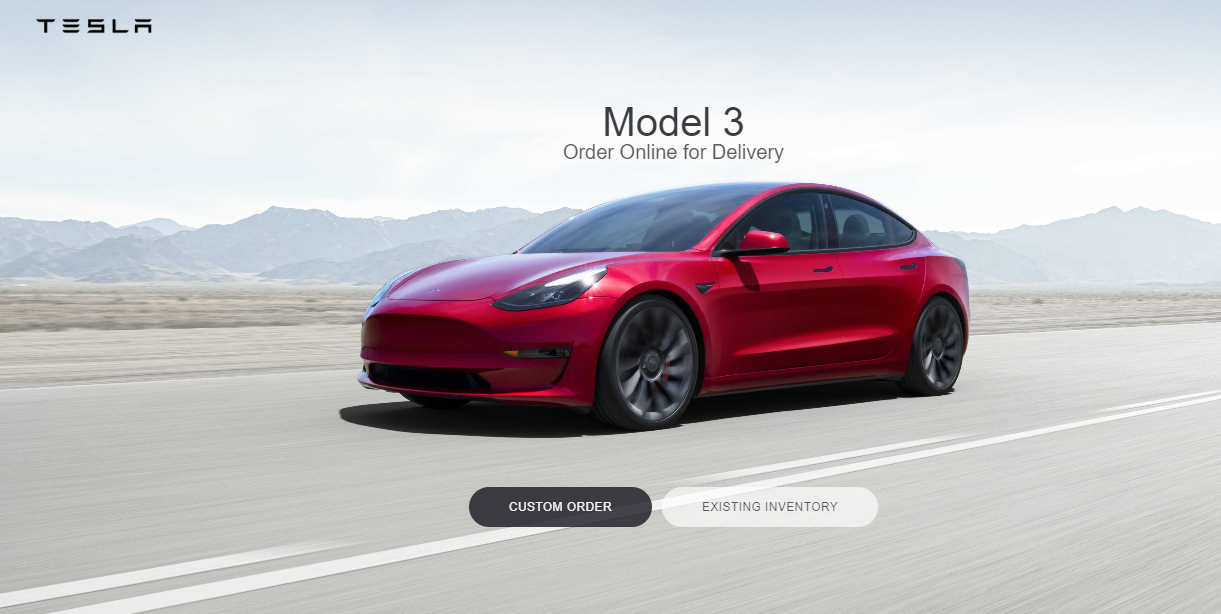 TESLA
Model 3
Order Online for Delivery
CUSTOM ORDER
EXISTING INVENTORY